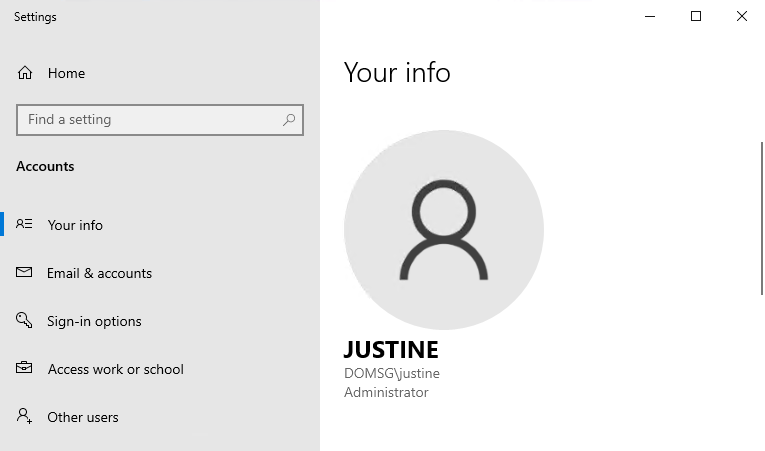 Settings
Home
Find a setting
Accounts
Your info
Email & accounts
Sign-in options
Access work or school
Other users
Your info
JUSTINE
DOMSG\justine
Administrator